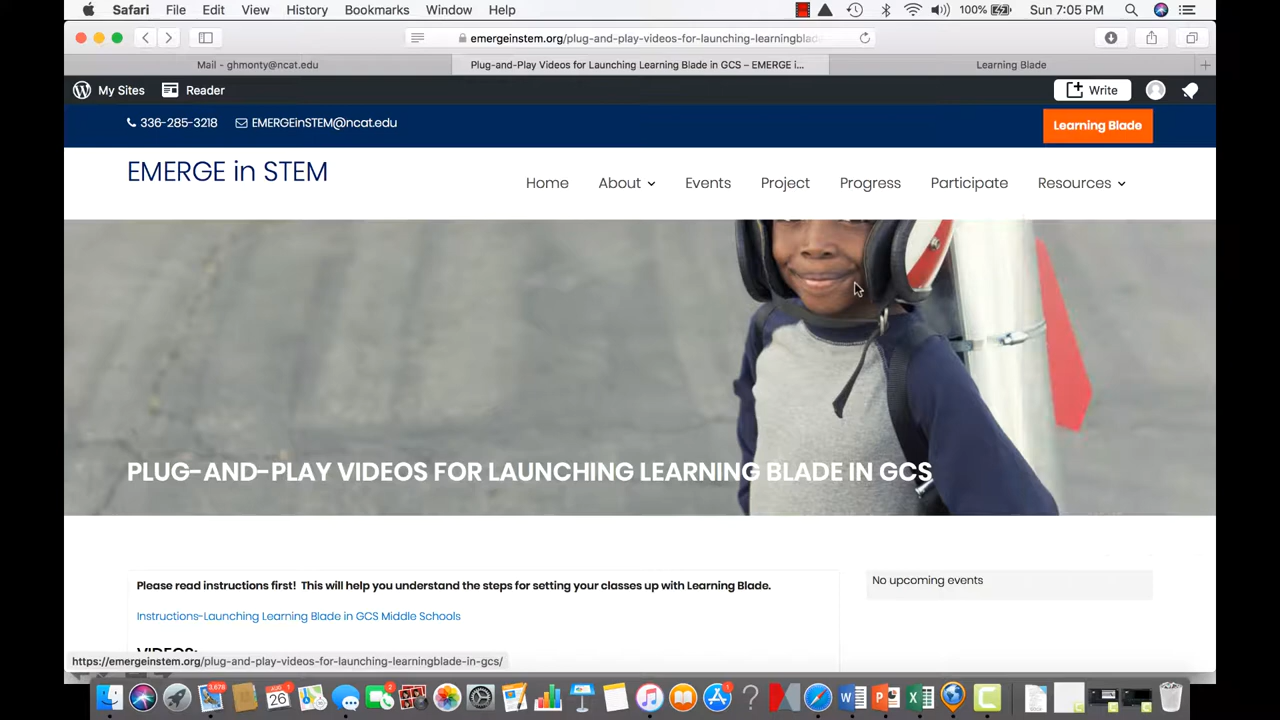 Safari File Edit View History Bookmarks Window Help 100% Sun 7:05 PM
emergeinstem.org/plug-and-play-videos-for-launching-learningblade
Mail - ghmonty@ncat.edu Plug-and-Play Videos for Launching Learning Blade in GCS – EMERGE i... Learning Blade
My Sites Reader Write
336-285-3218 EMERGEinSTEM@ncat.edu Learning Blade
EMERGE in STEM
Home About Events Project Progress Participate Resources
PLUG-AND-PLAY VIDEOS FOR LAUNCHING LEARNING BLADE IN GCS
Please read instructions first! This will help you understand the steps for setting your classes up with Learning Blade.
No upcoming events
Instructions-Launching Learning Blade in GCS Middle Schools
VIDEOS:
https://emergeinstem.org/plug-and-play-videos-for-launching-learningblade-in-gcs/